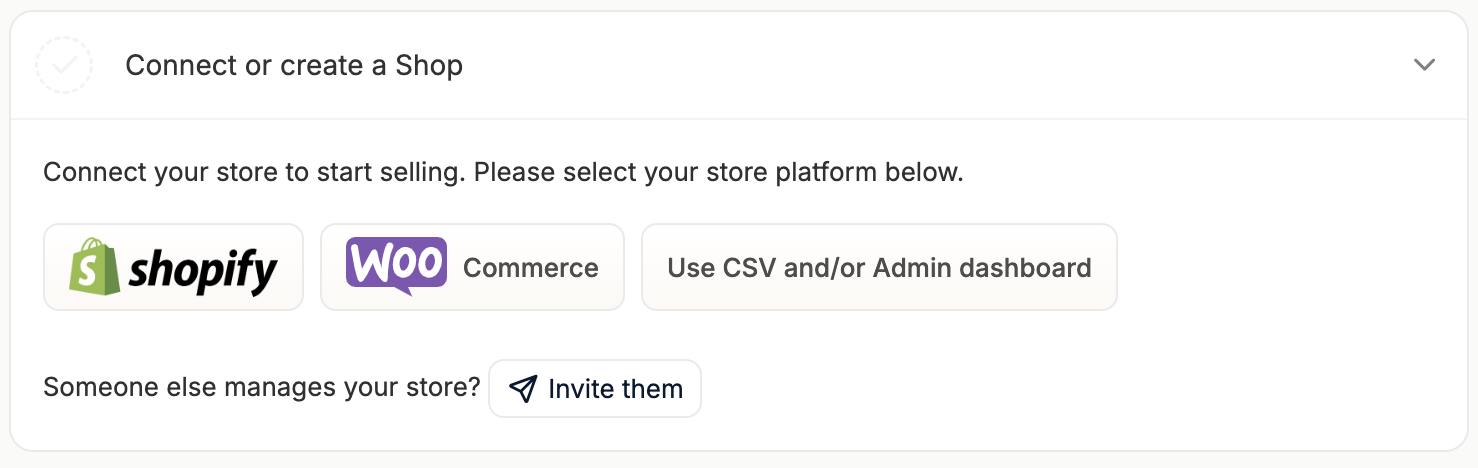 Connect or create a Shop
Connect your store to start selling. Please select your store platform below.
S shopify
WOO Commerce
Use CSV and/or Admin dashboard
Someone else manages your store? Invite them